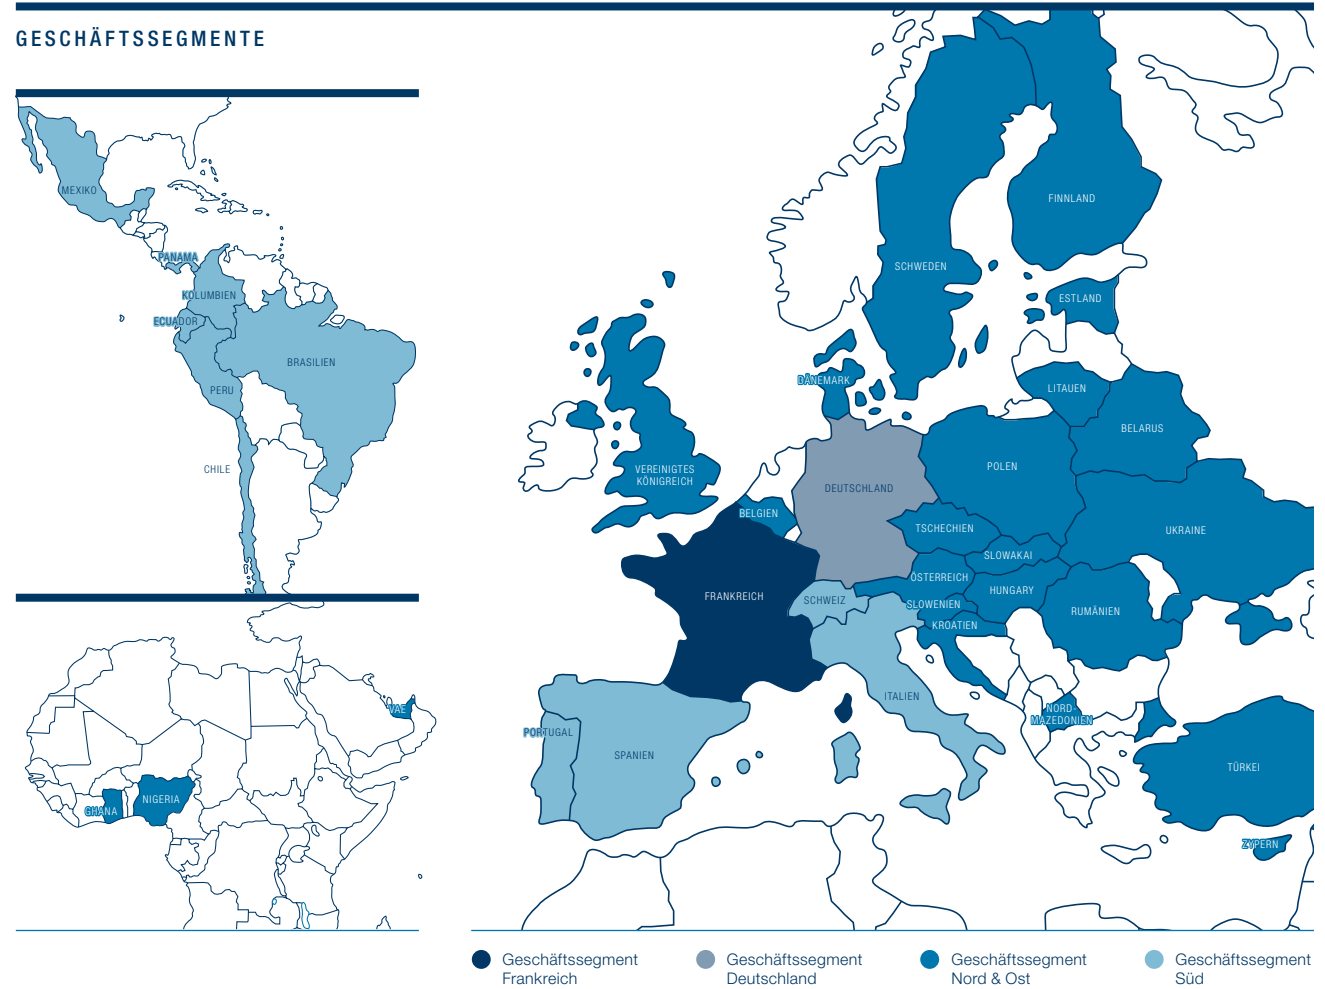 GESCHÄFTSSEGMENTE
MEXIKO
PANAMA
KOLUMBIEN
ECUADOR
BRASILIEN
PERU
CHILE
VAE
NIGERIA
GHANA
FINNLAND
SCHWEDEN
ESTLAND
DÄNEMARK
LITAUEN
BELARUS
VEREINIGTES
KÖNIGREICH
POLEN
DEUTSCHLAND
BELGIEN
TSCHECHIEN
UKRAINE
SLOWAKAI
ÖSTERREICH
HUNGARY
FRANKREICH
SCHWEIZ
SLOWENIEN
RUMÄNIEN
KROATIEN
ITALIEN
NORD-
MAZEDONIEN
PORTUGAL
SPANIEN
TÜRKEI
ZYPERN
Geschäftssegment
Frankreich
Geschäftssegment
Deutschland
Geschäftssegment
Nord & Ost
Geschäftssegment
Süd